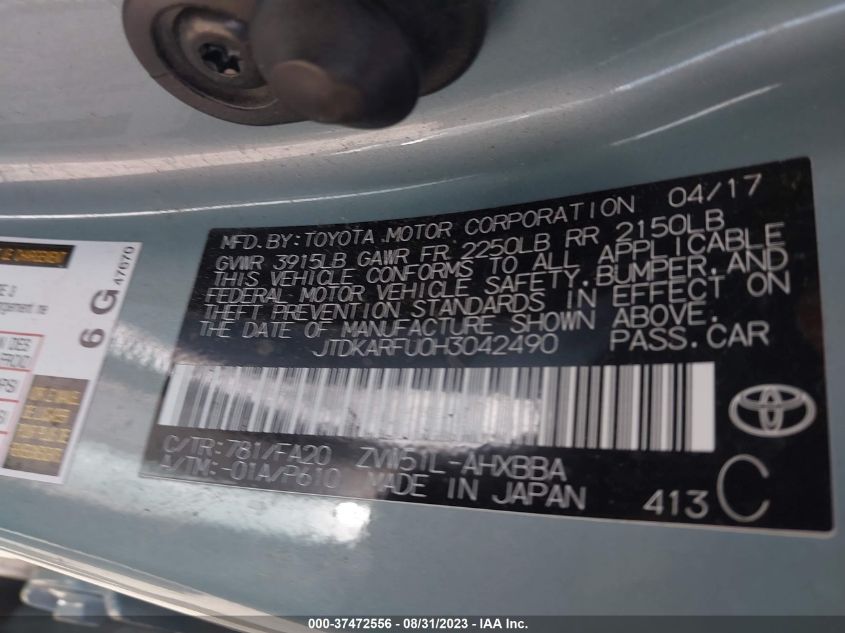 MFD. BY: TOYOTA MOTOR CORPORATION 04/17
GVWR 3915LB GAWR FR 2250LB RR 2150LB
THIS VEHICLE CONFORMS TO ALL APPLICABLE
FEDERAL MOTOR VEHICLE SAFETY, BUMPER, AND
THEFT PREVENTION STANDARDS IN EFFECT ON
THE DATE OF MANUFACTURE SHOWN ABOVE.
JTDKARFU0H3042490 PASS.CAR
C/TR: 781/FA20 ZVW51L-AHXBBA
A/TM:-01A/P610 MADE IN JAPAN
413 C
6 G 47670
000-37472556 - 08/31/2023 - IAA Inc.